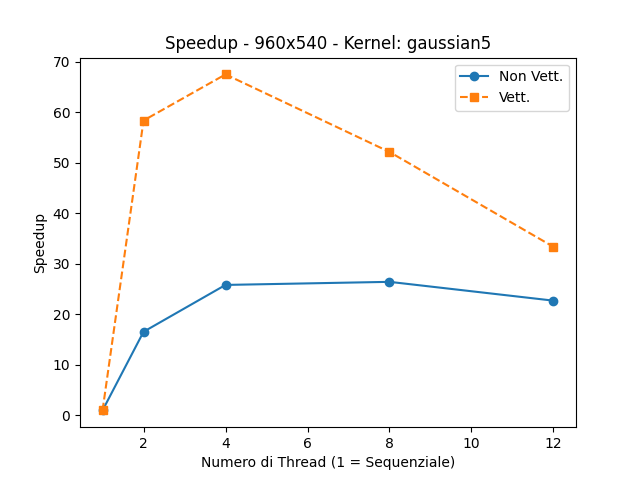 Speedup - 960x540 - Kernel: gaussian5
Non Vett.
Vett.
Speedup
70
60
50
40
30
20
10
0
2
4
6
8
10
12
Numero di Thread (1 = Sequenziale)